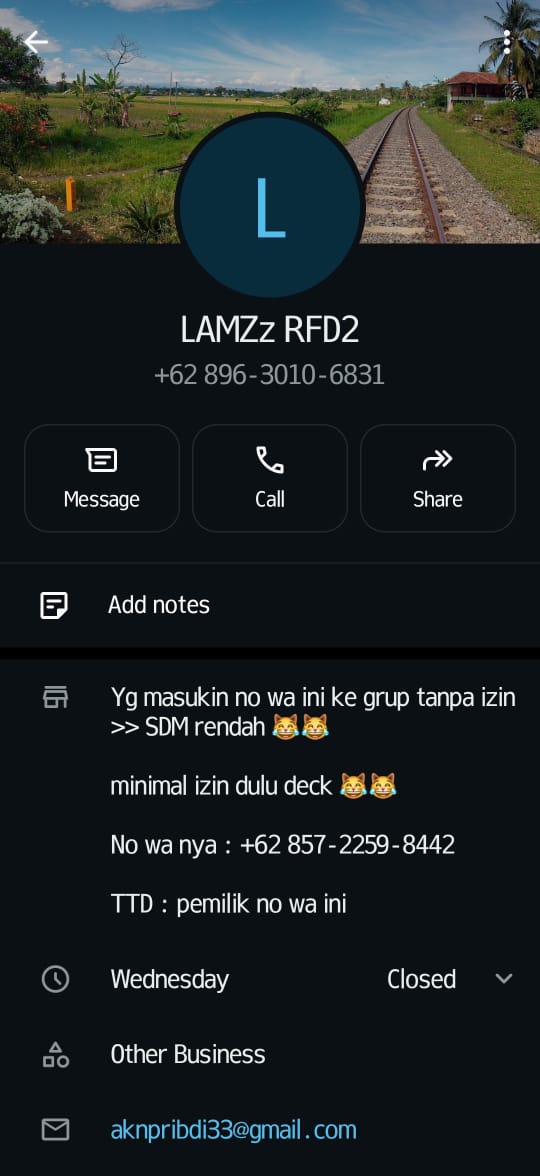 L
LAMZz RFD2
+62 896-3010-6831
Message
Call
Share
Add notes
Yg masukin no wa ini ke grup tanpa izin
>> SDM rendah 😹😹
minimal izin dulu deck 😹😹
No wa nya : +62 857-2259-8442
TTD : pemilik no wa ini
Wednesday Closed
Other Business
aknpribdi33@gmail.com